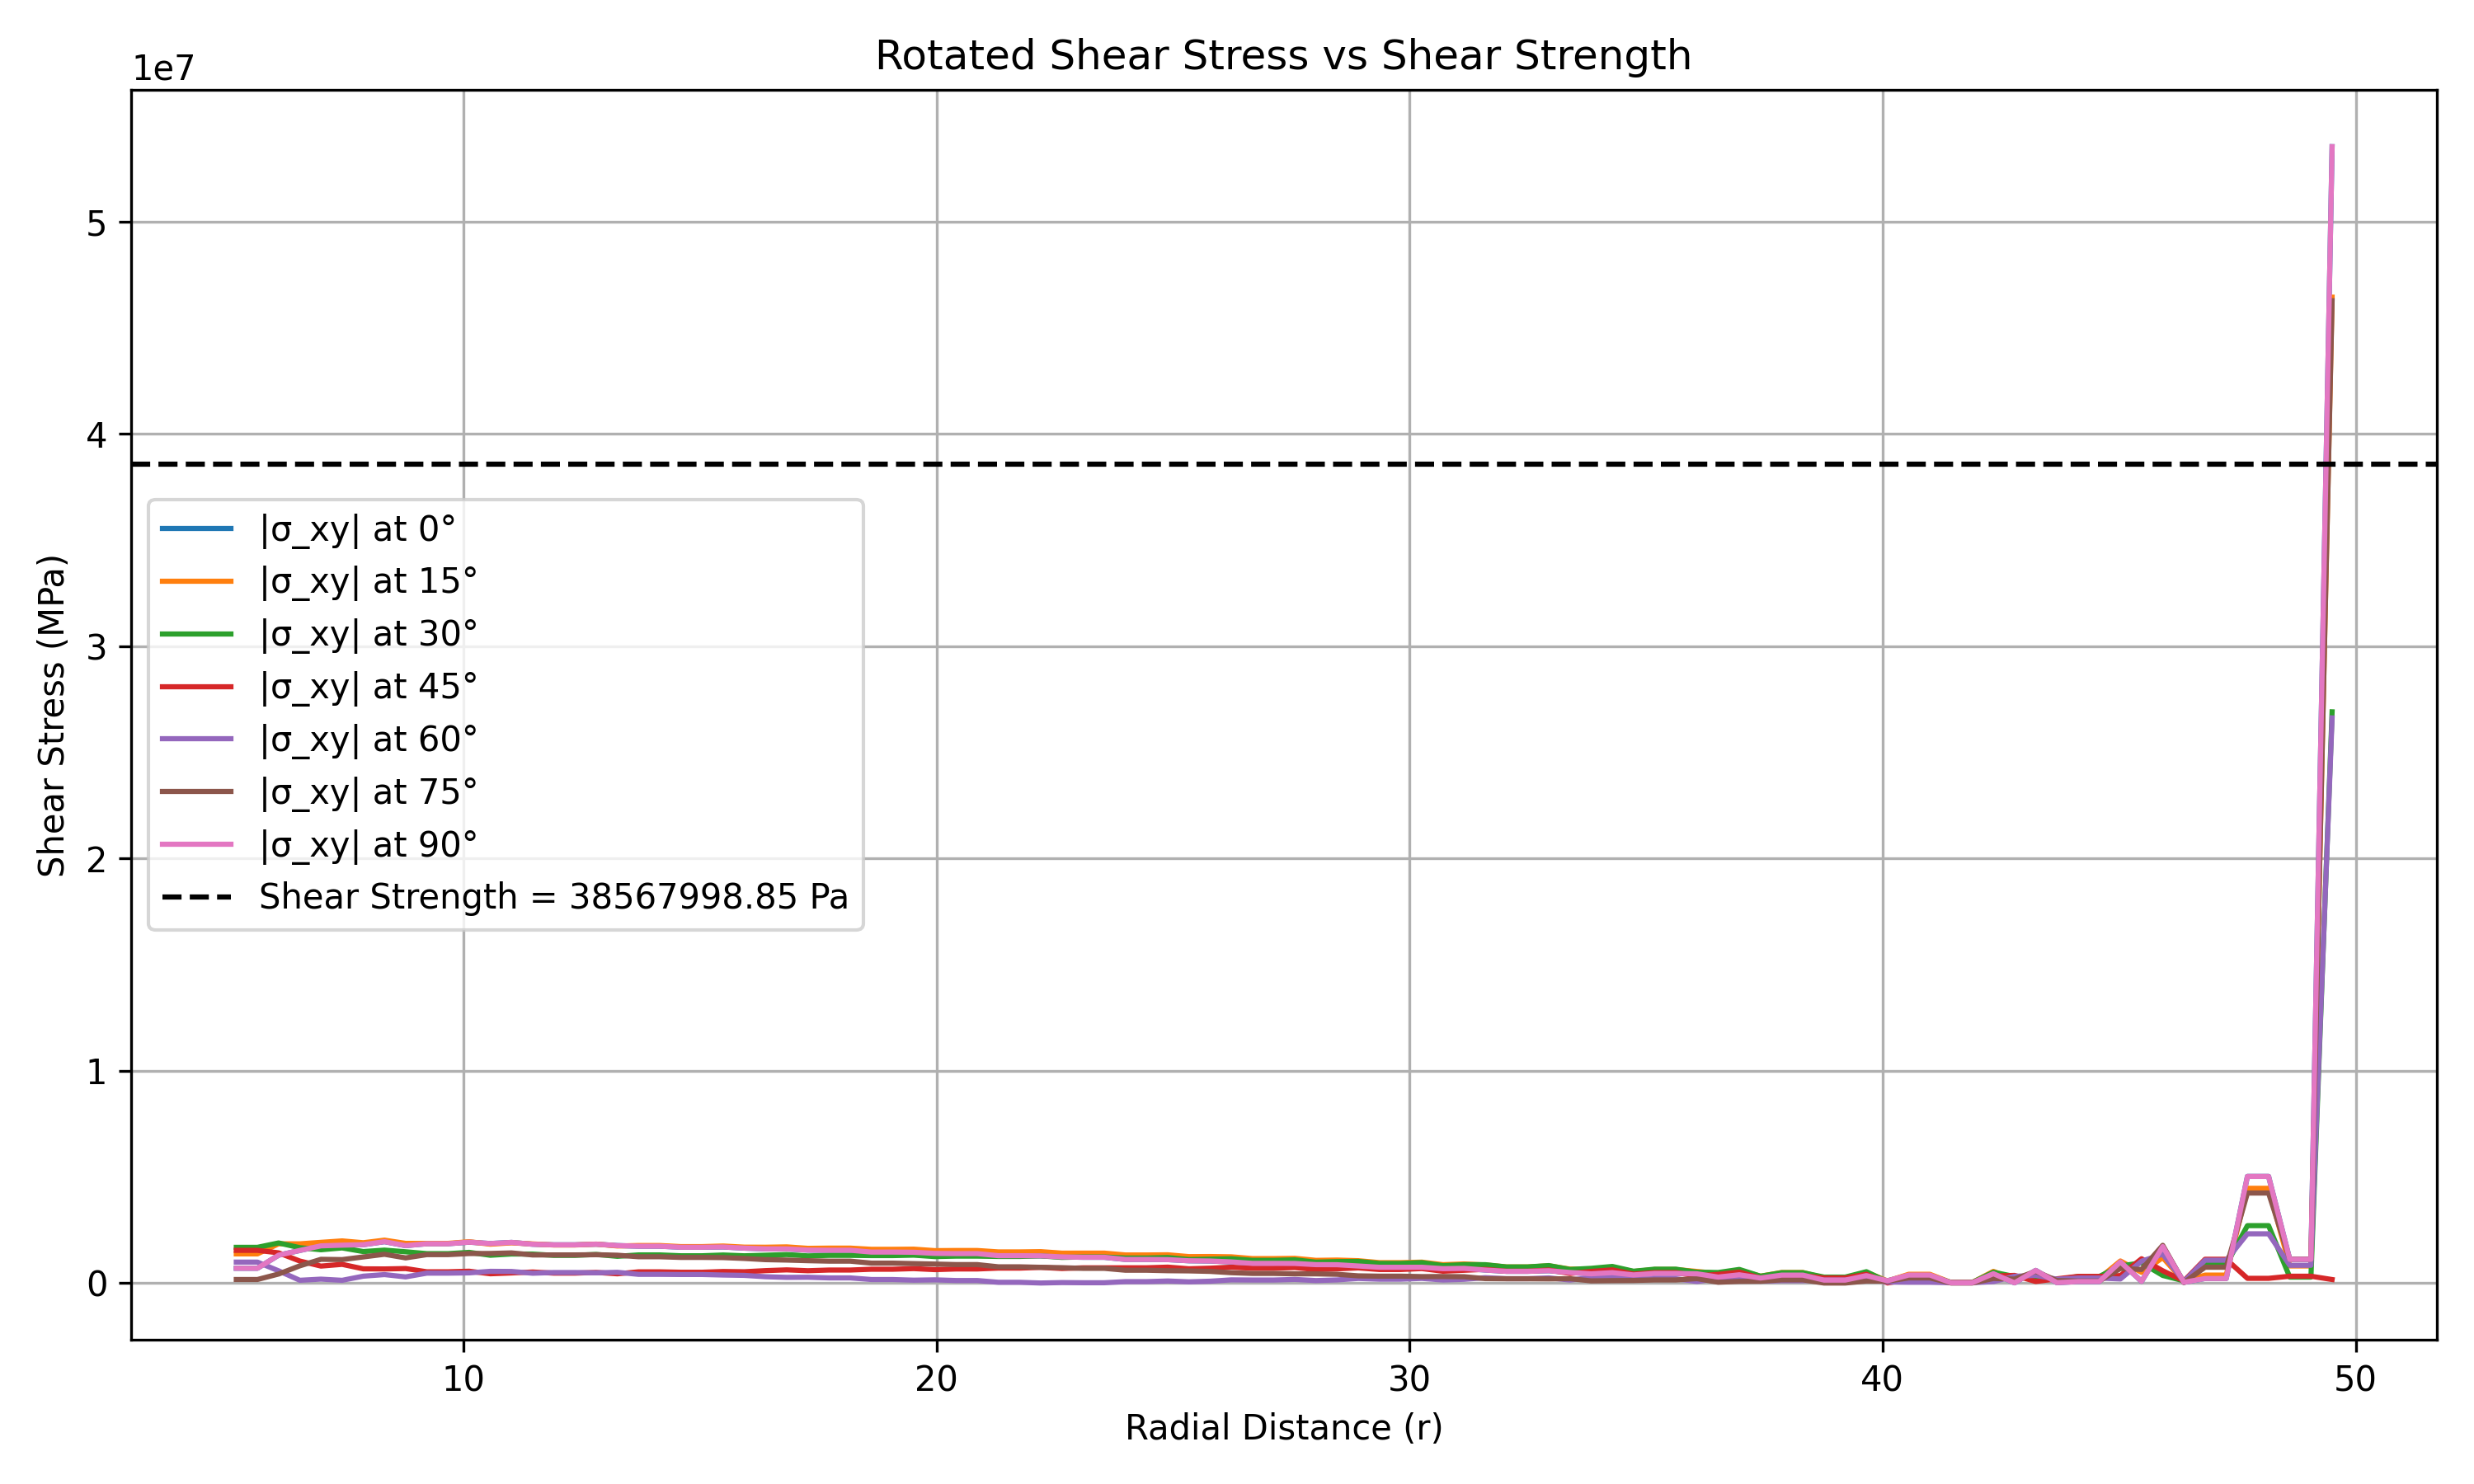 Rotated Shear Stress vs Shear Strength
1e7
5
4
3
2
1
0
Shear Stress (MPa)
|σ_xy| at 0°
|σ_xy| at 15°
|σ_xy| at 30°
|σ_xy| at 45°
|σ_xy| at 60°
|σ_xy| at 75°
|σ_xy| at 90°
Shear Strength = 38567998.85 Pa
10 20 30 40 50
Radial Distance (r)